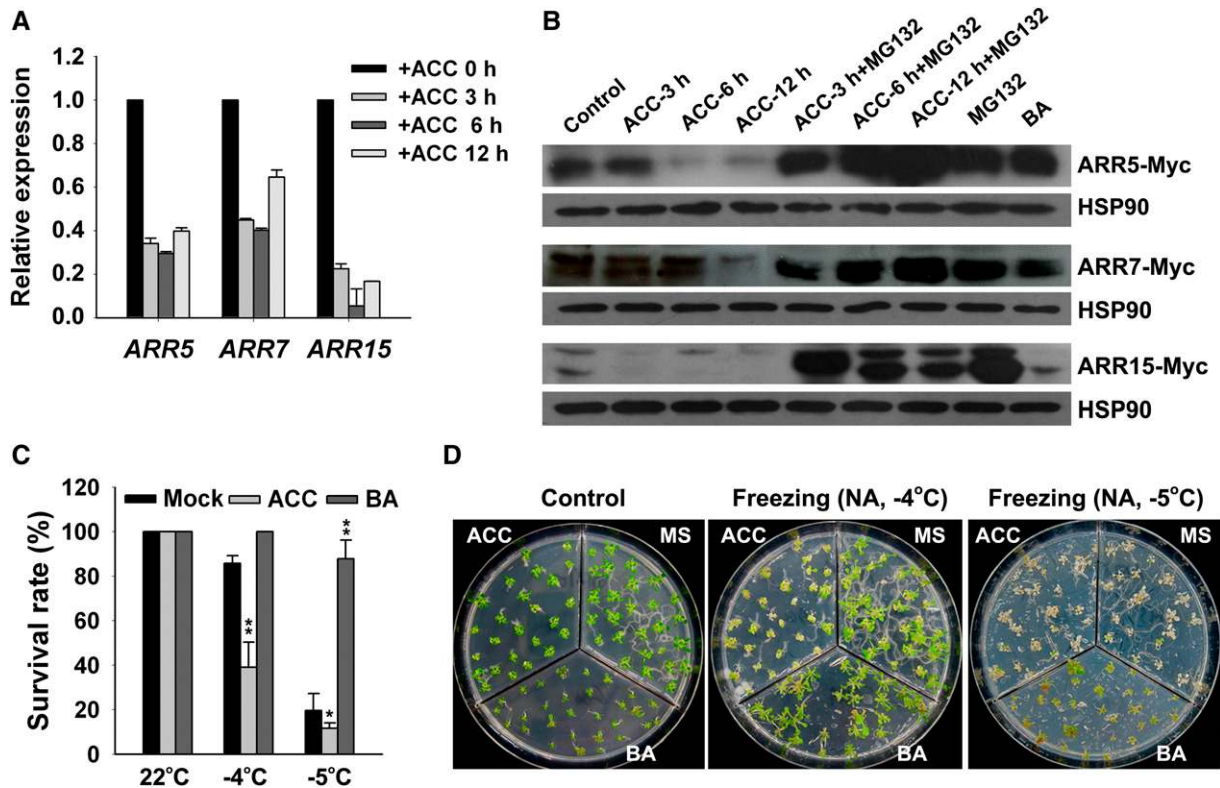 A
1.2
1.0
0.8
0.6
0.4
0.2
0.0
Relative expression
+ACC 0 h
+ACC 3 h
+ACC 6 h
+ACC 12 h
ARR5 ARR7 ARR15
B
Control
ACC-3 h
ACC-6 h
ACC-12 h
ACC-3 h+MG132
ACC-6 h+MG132
ACC-12 h+MG132
MG132
BA
ARR5-Myc
HSP90
ARR7-Myc
HSP90
ARR15-Myc
HSP90
C
120
100
80
60
40
20
0
Survival rate (%)
Mock ACC BA
**
*
**
22°C -4°C -5°C
D
Control
ACC MS
BA
Freezing (NA, -4°C)
ACC MS
BA
Freezing (NA, -5°C)
ACC MS
BA